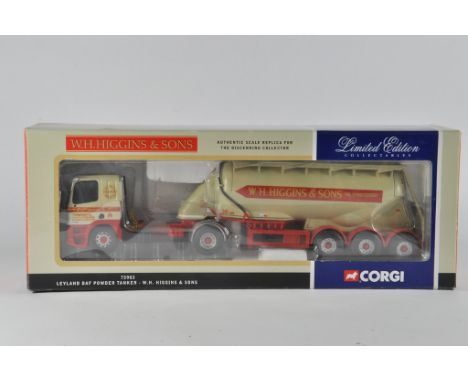 W.H. HIGGINS & SONS
AUTHENTIC SCALE REPLICA FOR
THE DISCERNING COLLECTOR
Limited Edition
COLLECTABLES
W.H. HIGGINS & SONS
LEYLAND DAF POWDER TANKER - W.H. HIGGINS & SONS
CORGI